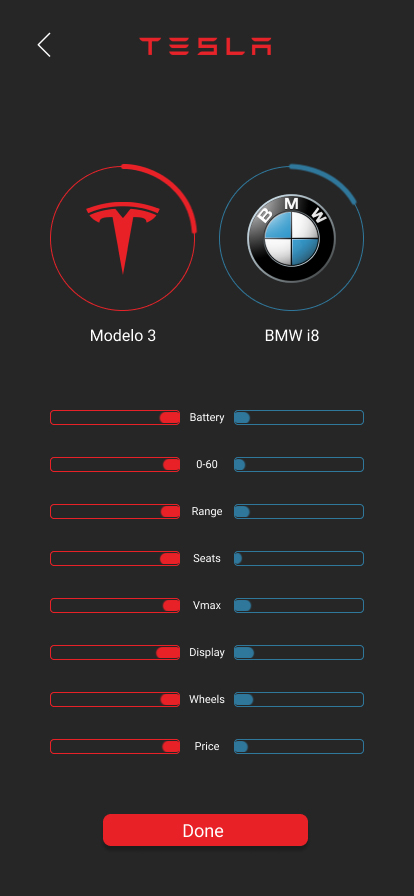 TESLA
B M W
Modelo 3
BMW i8
Battery
0-60
Range
Seats
Vmax
Display
Wheels
Price
Done